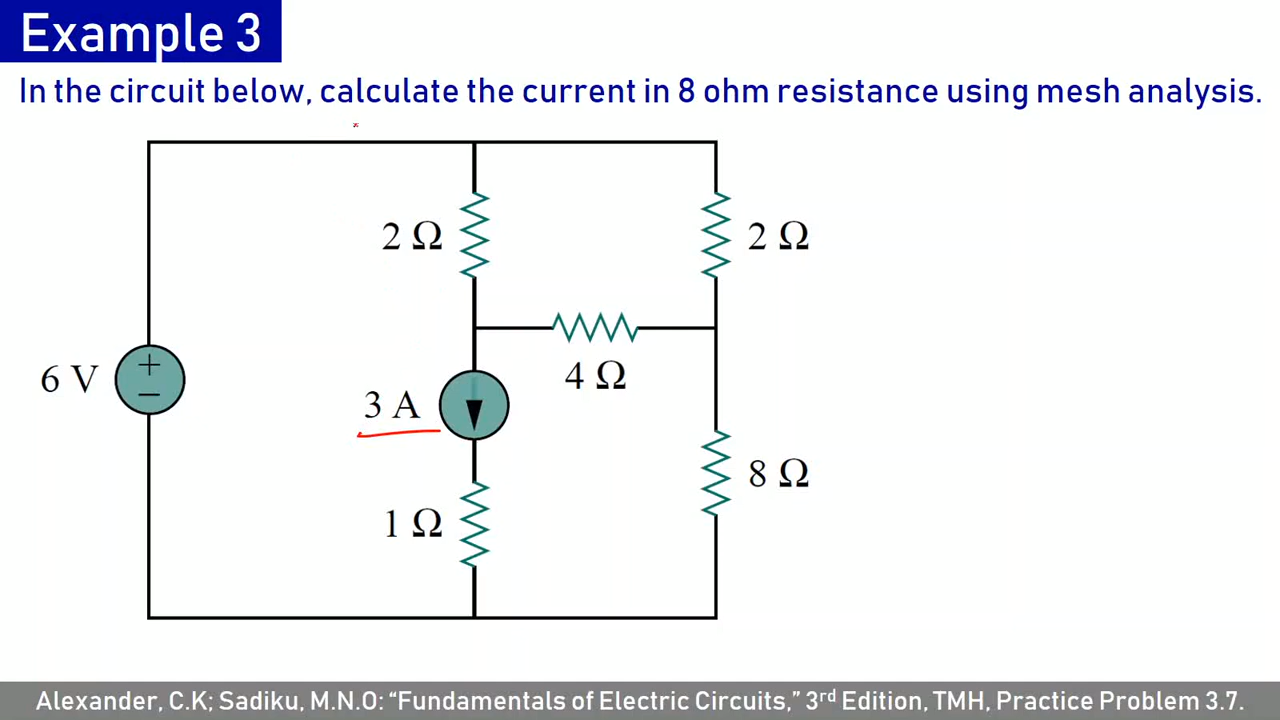 Example 3
In the circuit below, calculate the current in 8 ohm resistance using mesh analysis.
2 Ω
2 Ω
6 V
+
−
3 A
4 Ω
8 Ω
1 Ω
Alexander, C.K; Sadiku, M.N.O: “Fundamentals of Electric Circuits,” 3rd Edition, TMH, Practice Problem 3.7.